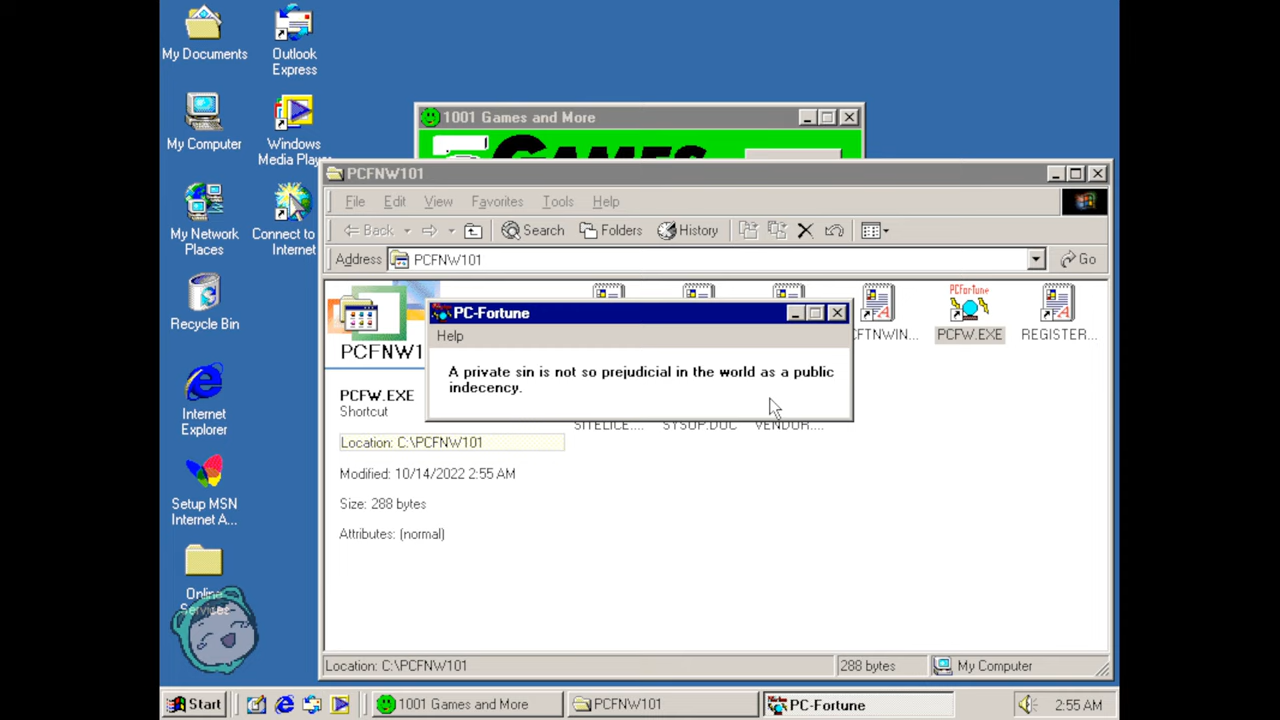 My Documents
Outlook
Express
My Computer
Windows
Media Play
My Network
Places
Connect to
Internet
Recycle Bin
Internet
Explorer
Setup MSN
Internet A...
Online
Services
1001 Games and More
GAMES
PCFNW101
File Edit View Favorites Tools Help
Back Search Folders History
Address PCFNW101 Go
PCFNW1
PCFW.EXE
Shortcut
Location: C:\PCFNW101
Modified: 10/14/2022 2:55 AM
Size: 288 bytes
Attributes: (normal)
PCFortune
CFTNWIN... PCFW.EXE REGISTER...
PC-Fortune
Help
A private sin is not so prejudicial in the world as a public
indecency.
SITELICE.... SYSOP.DOC VENDOR....
Location: C:\PCFNW101 288 bytes My Computer
Start 1001 Games and More PCFNW101 PC-Fortune 2:55 AM